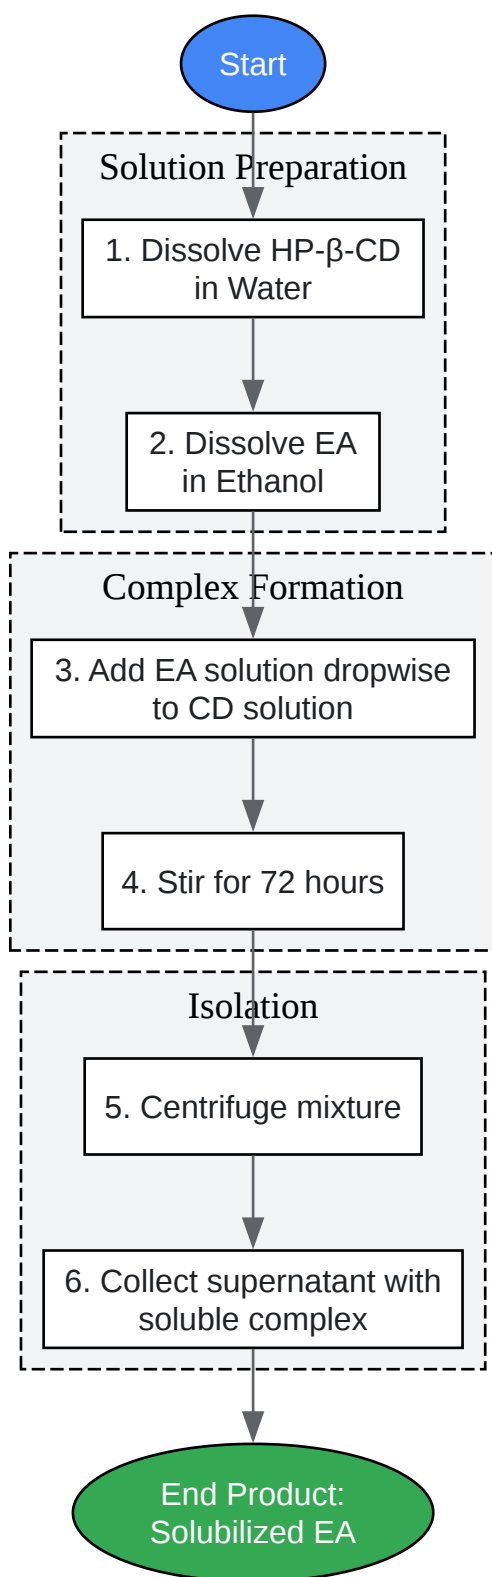 Start
Solution Preparation
1. Dissolve HP-β-CD
in Water
2. Dissolve EA
in Ethanol
Complex Formation
3. Add EA solution dropwise
to CD solution
4. Stir for 72 hours
Isolation
5. Centrifuge mixture
6. Collect supernatant with
soluble complex
End Product:
Solubilized EA